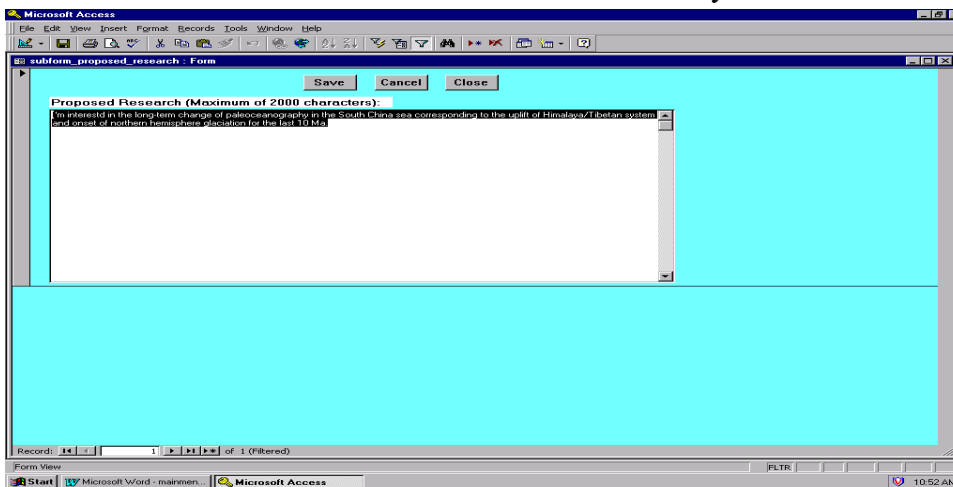 Microsoft Access
File Edit View Insert Format Records Tools Window Help
subform_proposed_research : Form
Save Cancel Close
Proposed Research (Maximum of 2000 characters):
I'm interestd in the long-term change of paleoceanography in the South China sea corresponding to the uplift of Himalaya/Tibetan system
and onset of northern hemisphere glaciation for the last 10 Ma.
Record: 1 of 1 (Filtered)
Form View FLTR
Start Microsoft Word - mainmen... Microsoft Access 10:52 AM